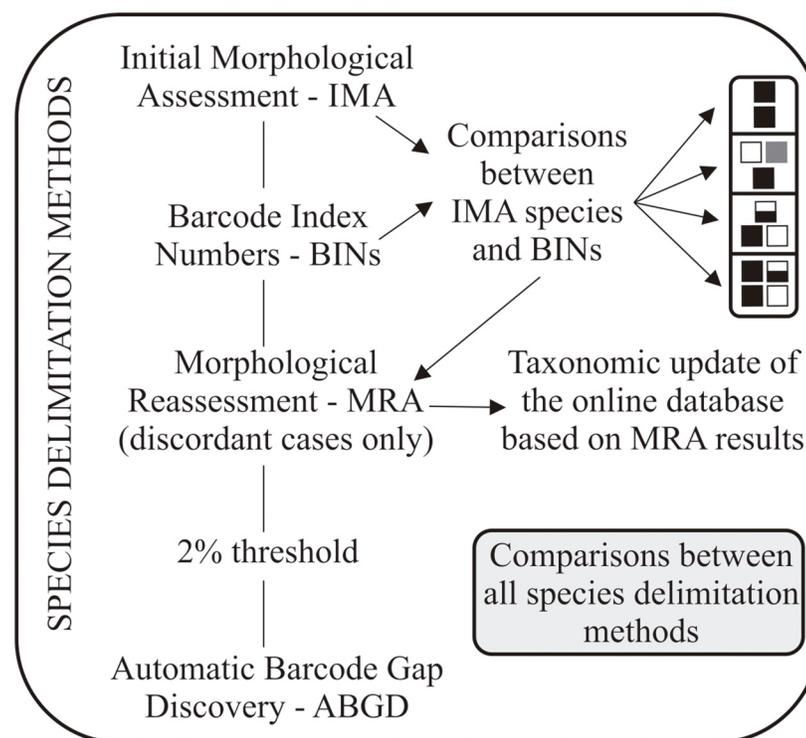 SPECIES DELIMITATION METHODS
Initial Morphological
Assessment - IMA
Barcode Index
Numbers - BINs
Comparisons
between
IMA species
and BINs
Morphological
Reassessment - MRA
(discordant cases only)
Taxonomic update of
the online database
based on MRA results
2% threshold
Comparisons between
all species delimitation
methods
Automatic Barcode Gap
Discovery - ABGD